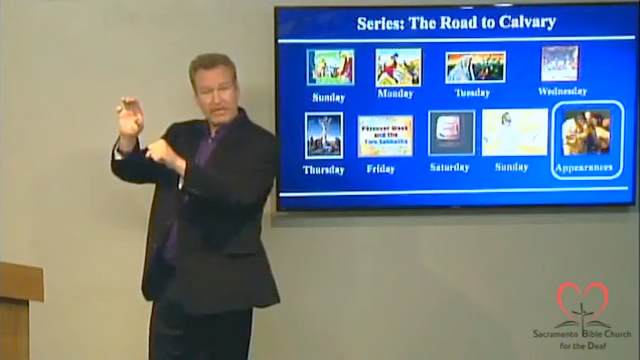 Series: The Road to Calvary
Sunday
Monday
Tuesday
Wednesday
Passover Week
and the
Two Sabbaths
Thursday
Friday
Saturday
Sunday
Appearances
Sacramento Bible Church
for the Deaf